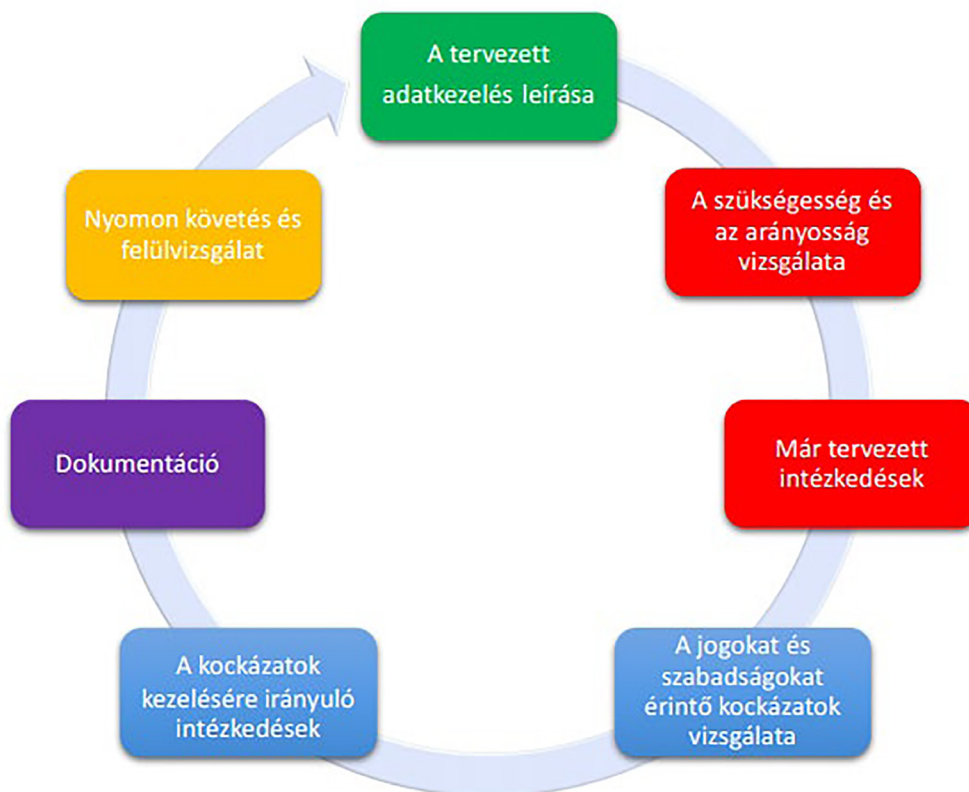 A tervezett
adatkezelés leírása
A szükségesség és
az arányosság
vizsgálata
Már tervezett
intézkedések
A jogokat és
szabadságokat
érintő kockázatok
vizsgálata
A kockázatok
kezelésére irányuló
intézkedések
Dokumentáció
Nyomon követés és
felülvizsgálat